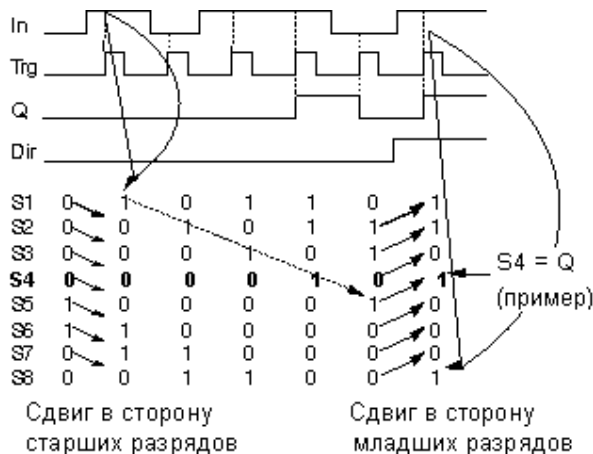 In
Trg
Q
Dir
S1 0 1 0 1 1 0 1
S2 0 0 1 0 1 1 1
S3 0 0 0 1 0 1 1
S4 0 0 0 0 1 0 1
S5 1 0 0 0 0 1 0
S6 1 1 0 0 0 0 0
S7 0 1 1 0 0 0 0
S8 0 0 1 1 0 0 1
S4 = Q
(пример)
Сдвиг в сторону
старших разрядов
Сдвиг в сторону
младших разрядов